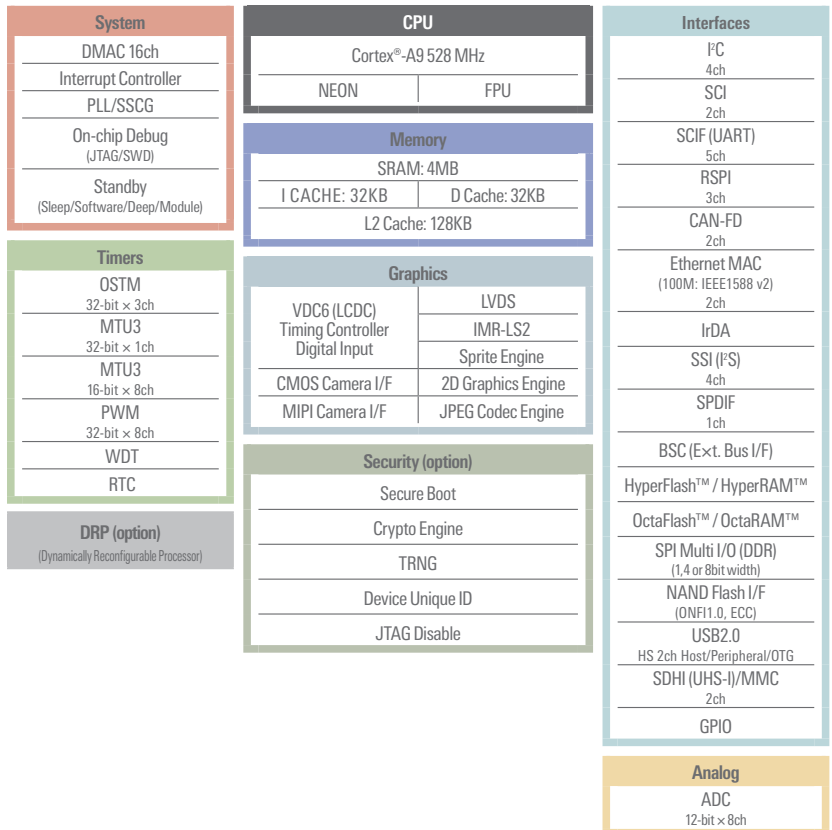 System
DMAC 16ch
Interrupt Controller
PLL/SSCG
On-chip Debug
(JTAG/SWD)
Standby
(Sleep/Software/Deep/Module)
Timers
OSTM
32-bit × 3ch
MTU3
32-bit × 1ch
MTU3
16-bit × 8ch
PWM
32-bit × 8ch
WDT
RTC
DRP (option)
(Dynamically Reconfigurable Processor)
CPU
Cortex®-A9 528 MHz
NEON FPU
Memory
SRAM: 4MB
I CACHE: 32KB D Cache: 32KB
L2 Cache: 128KB
Graphics
VDC6 (LCDC)
Timing Controller
Digital Input
LVDS
IMR-LS2
Sprite Engine
CMOS Camera I/F 2D Graphics Engine
MIPI Camera I/F JPEG Codec Engine
Security (option)
Secure Boot
Crypto Engine
TRNG
Device Unique ID
JTAG Disable
Interfaces
I²C
4ch
SCI
2ch
SCIF (UART)
5ch
RSPI
3ch
CAN-FD
2ch
Ethernet MAC
(100M: IEEE1588 v2)
2ch
IrDA
SSI (I²S)
4ch
SPDIF
1ch
BSC (E×t. Bus I/F)
HyperFlash™ / HyperRAM™
OctaFlash™ / OctaRAM™
SPI Multi I/O (DDR)
(1,4 or 8bit width)
NAND Flash I/F
(ONFI1.0, ECC)
USB2.0
HS 2ch Host/Peripheral/OTG
SDHI (UHS-I)/MMC
2ch
GPIO
Analog
ADC
12-bit × 8ch